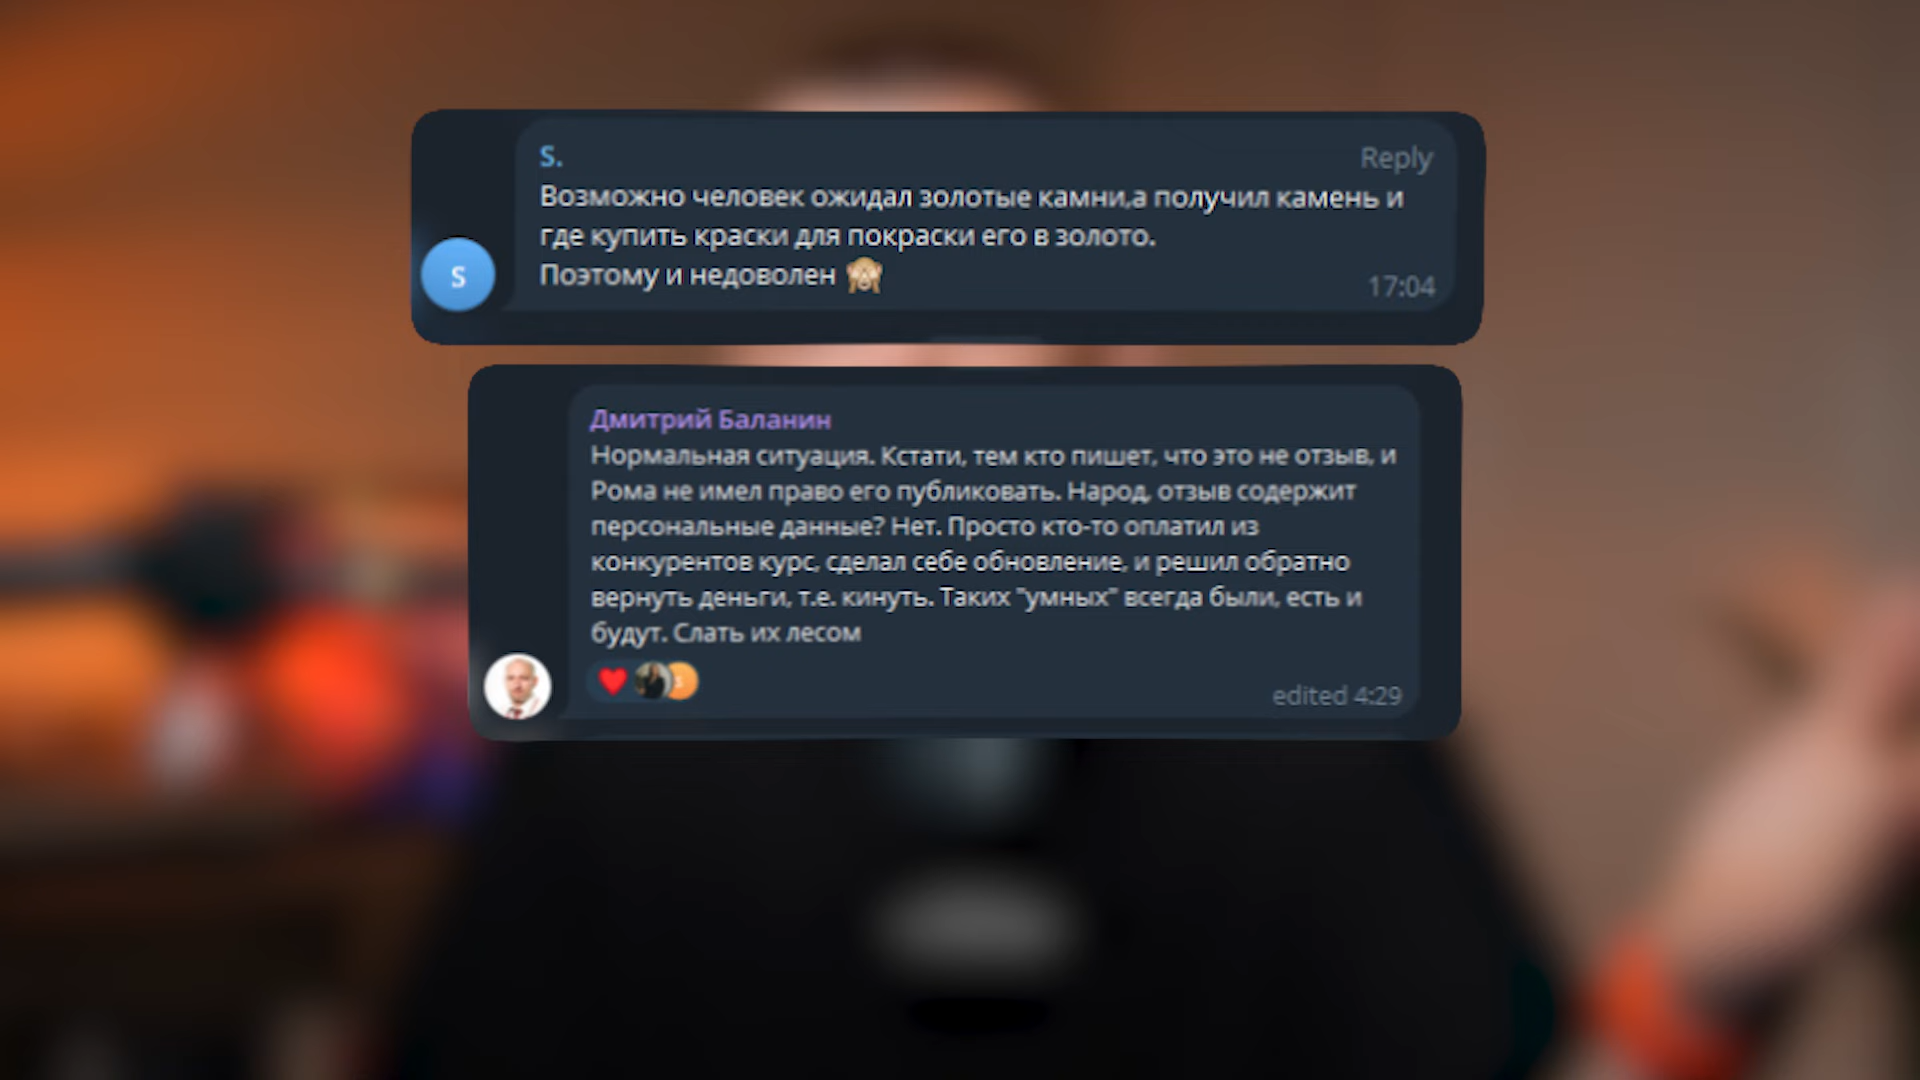 S.
Reply
Возможно человек ожидал золотые камни,а получил камень и
где купить краски для покраски его в золото.
Поэтому и недоволен 🙈
17:04
S
Дмитрий Баланин
Нормальная ситуация. Кстати, тем кто пишет, что это не отзыв, и
Рома не имел право его публиковать. Народ, отзыв содержит
персональные данные? Нет. Просто кто-то оплатил из
конкурентов курс, сделал себе обновление, и решил обратно
вернуть деньги, т.е. кинуть. Таких "умных" всегда были, есть и
будут. Слать их лесом
edited 4:29